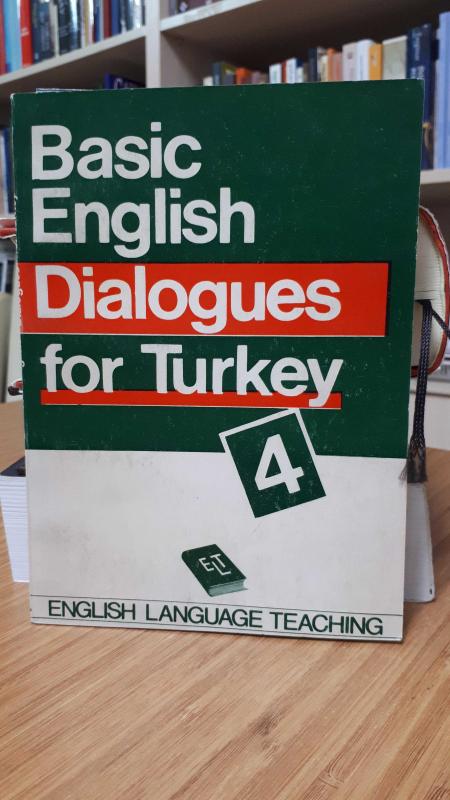 Basic
English
Dialogues
for Turkey
4
ELT
ENGLISH LANGUAGE TEACHING